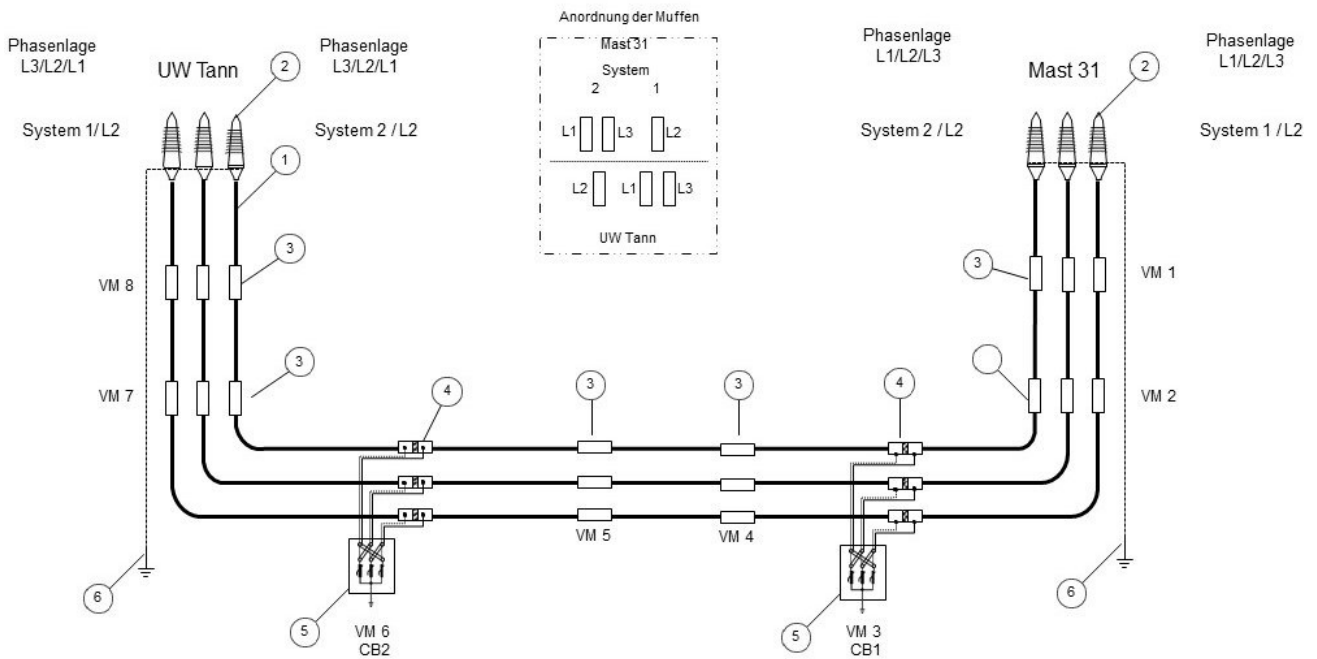 Anordnung der Muffen
Mast 31
System
2 1
L1 L3 L2
L2 L1 L3
UW Tann
Phasenlage
L3/L2/L1
UW Tann
Phasenlage
L3/L2/L1
2
System 1/ L2
System 2 / L2
1
3
VM 8
3
VM 7
Phasenlage
L1/L2/L3
Mast 31
2
Phasenlage
L1/L2/L3
System 2 / L2
System 1 / L2
3
VM 1
VM 2
4
3
3
4
VM 5
VM 4
6
5
VM 6
CB2
5
VM 3
CB1
6